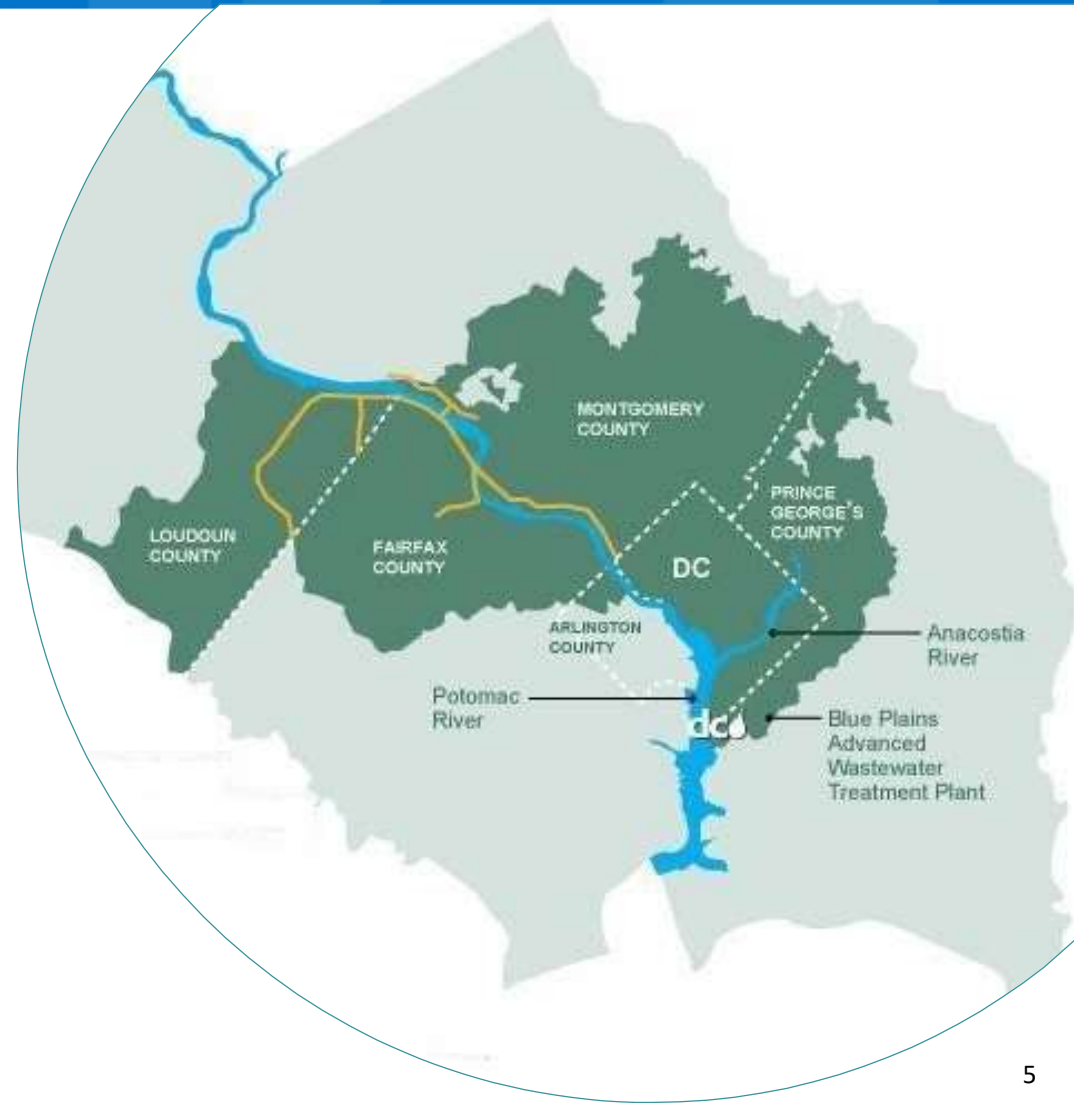 MONTGOMERY
COUNTY
PRINCE
GEORGE'S
COUNTY
LOUDOUN
COUNTY
FAIRFAX
COUNTY
DC
ARLINGTON
COUNTY
Anacostia
River
Potomac
River
dc
Blue Plains
Advanced
Wastewater
Treatment Plant
5